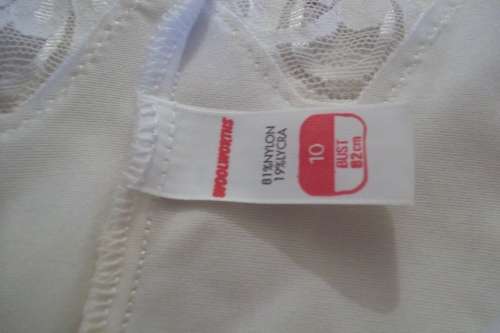 WOOLWORTHS
81%NYLON
19%LYCRA
10
BUST
82cm